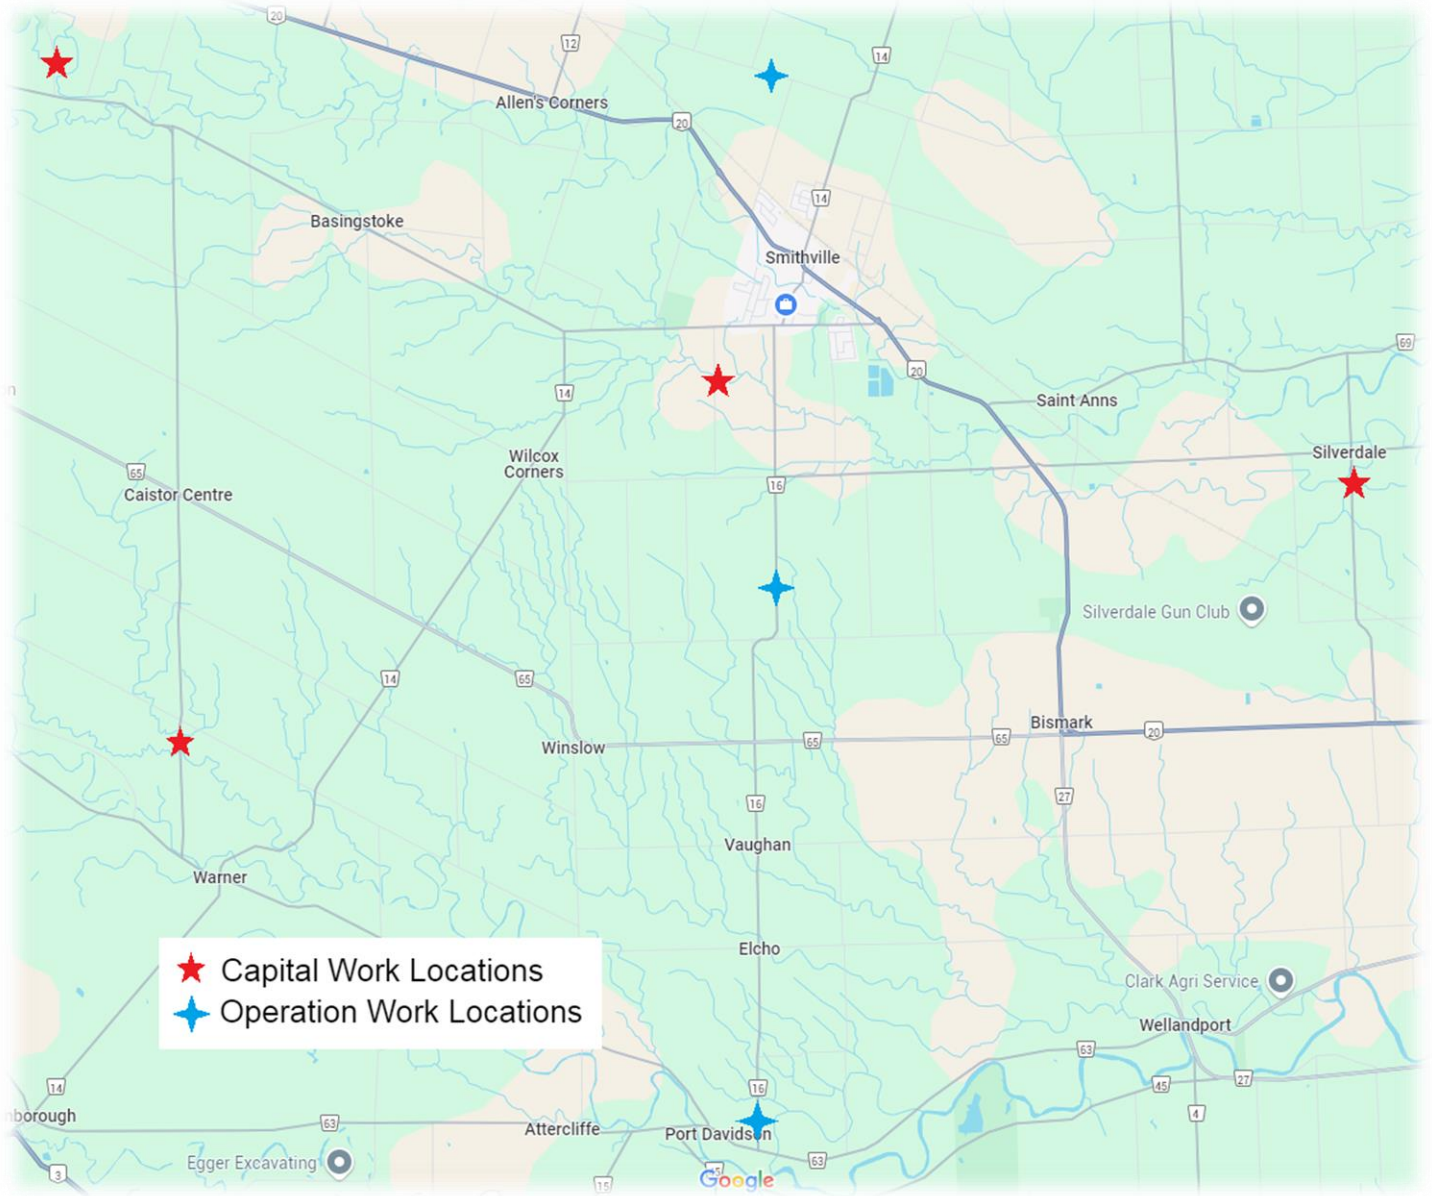 20
12
14
Allen's Corners
20
14
Basingstoke
Smithville
69
20
14
Saint Anns
Wilcox
Corners
Silverdale
65
16
Caistor Centre
Silverdale Gun Club
14
65
Bismark
20
65
65
Winslow
27
16
Vaughan
Warner
Elcho
Capital Work Locations
Clark Agri Service
Operation Work Locations
Wellandport
63
27
45
14
16
nborough
4
63
Attercliffe
Port Davidson
63
Egger Excavating
3
15
Google